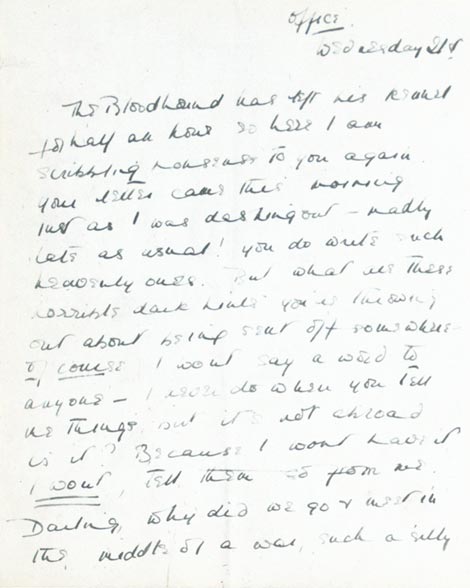 Office.
Wednesday 21st
The Bloodhound has left his kennel
for half an hour so here I am
scribbling nonsense to you again.
your letter came this morning
just as I was dashing out – madly
late as usual! you do write such
heavenly ones. But what are these
horrible dark hints you're throwing
out about being sent off somewhere –
of course I won't say a word to
anyone – I never do when you tell
me things, but it's not abroad
is it? Because I won't have it
I won't, tell them so from me.
Darling, why did we go & meet in
the middle of a war, such a silly